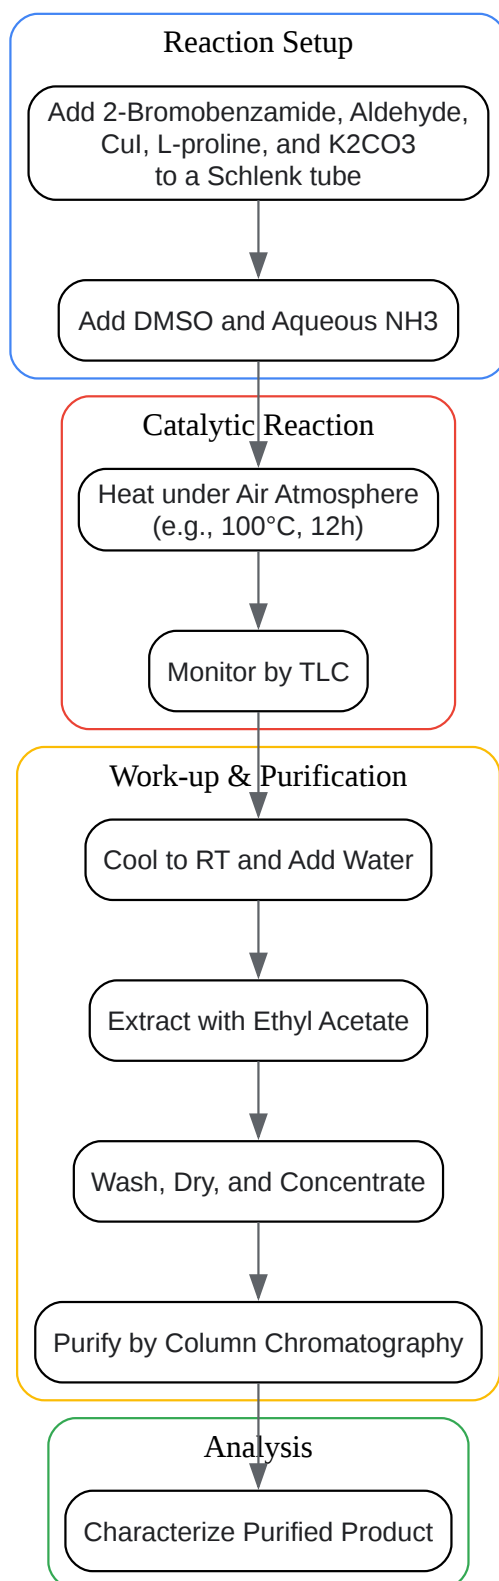 Reaction Setup
Add 2-Bromobenzamide, Aldehyde,
CuI, L-proline, and K2CO3
to a Schlenk tube
Add DMSO and Aqueous NH3
Catalytic Reaction
Heat under Air Atmosphere
(e.g., 100°C, 12h)
Monitor by TLC
Work-up & Purification
Cool to RT and Add Water
Extract with Ethyl Acetate
Wash, Dry, and Concentrate
Purify by Column Chromatography
Analysis
Characterize Purified Product